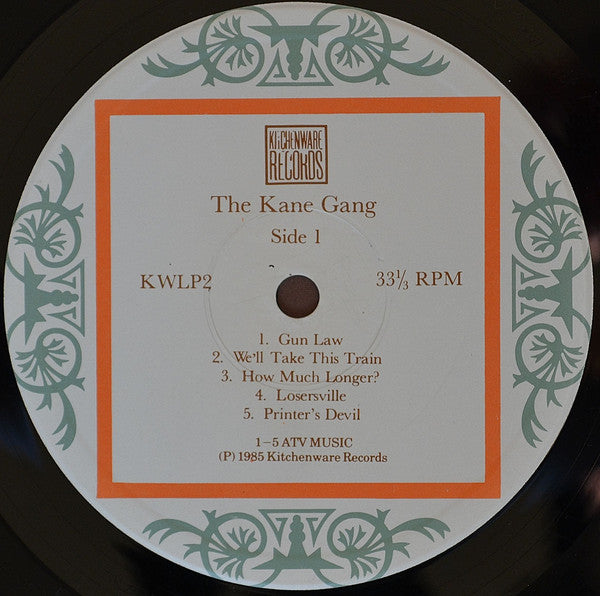 KITCHENWARE
RECORDS
The Kane Gang
Side 1
KWLP2
33⅓ RPM
1. Gun Law
2. We'll Take This Train
3. How Much Longer?
4. Losersville
5. Printer's Devil
1–5 ATV MUSIC
(P) 1985 Kitchenware Records